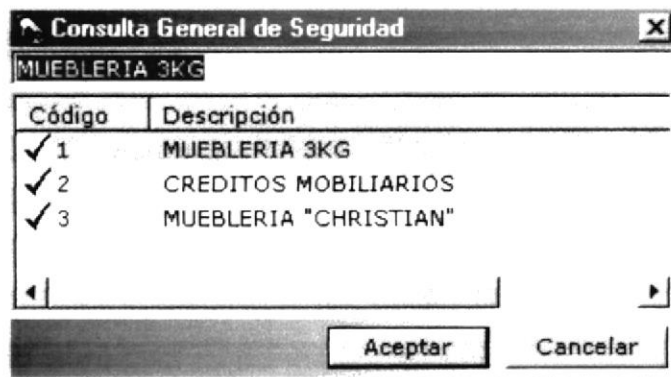 Consulta General de Seguridad
MUEBLERIA 3KG
Código Descripción
1 MUEBLERIA 3KG
2 CREDITOS MOBILIARIOS
3 MUEBLERIA "CHRISTIAN"
Aceptar Cancelar